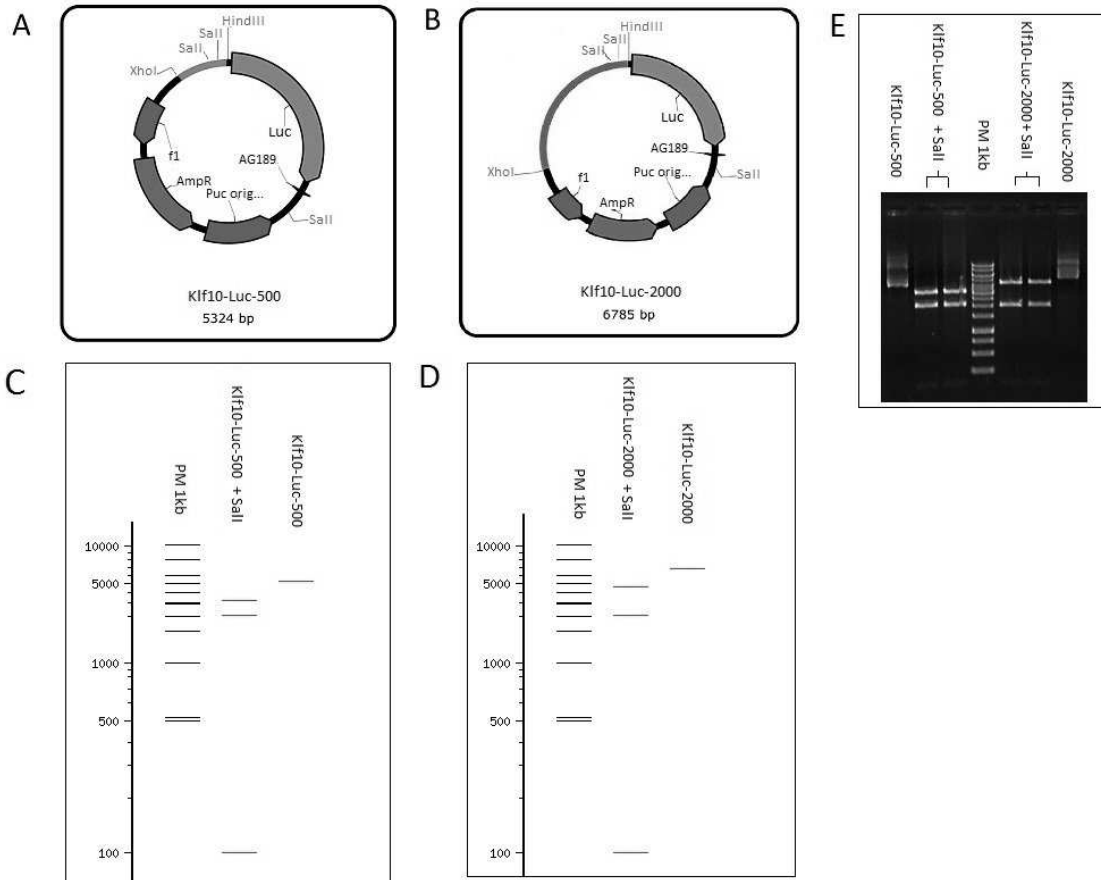 A
HindIII
SalI
SalI
XhoI
Luc
AG189
f1
AmpR
Puc orig...
SalI
Klf10-Luc-500
5324 bp
B
HindIII
SalI
SalI
Luc
AG189
XhoI
Puc orig...
f1
AmpR
SalI
Klf10-Luc-2000
6785 bp
E
Klf10-Luc-500
Klf10-Luc-500 + SalI
PM 1kb
Klf10-Luc-2000+ SalI
Klf10-Luc-2000
C
PM 1kb
Klf10-Luc-500 + SalI
Klf10-Luc-500
10000
5000
1000
500
100
D
PM 1kb
Klf10-Luc-2000 + SalI
Klf10-Luc-2000
10000
5000
1000
500
100